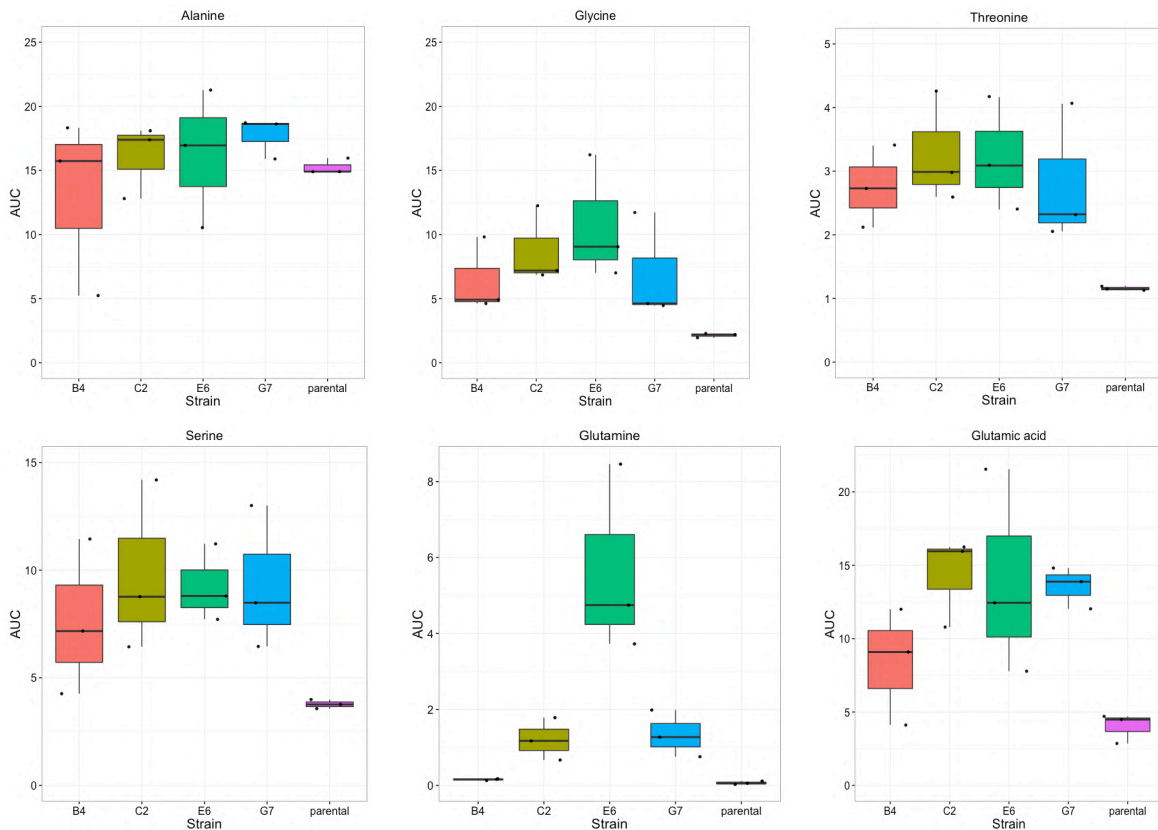 Alanine
25
20
15
10
5
0
AUC
B4 C2 E6 G7 parental
Strain
Glycine
25
20
15
10
5
0
AUC
B4 C2 E6 G7 parental
Strain
Threonine
5
4
3
2
1
0
AUC
B4 C2 E6 G7 parental
Strain
Serine
15
10
5
0
AUC
B4 C2 E6 G7 parental
Strain
Glutamine
8
6
4
2
0
AUC
B4 C2 E6 G7 parental
Strain
Glutamic acid
20
15
10
5
0
AUC
B4 C2 E6 G7 parental
Strain